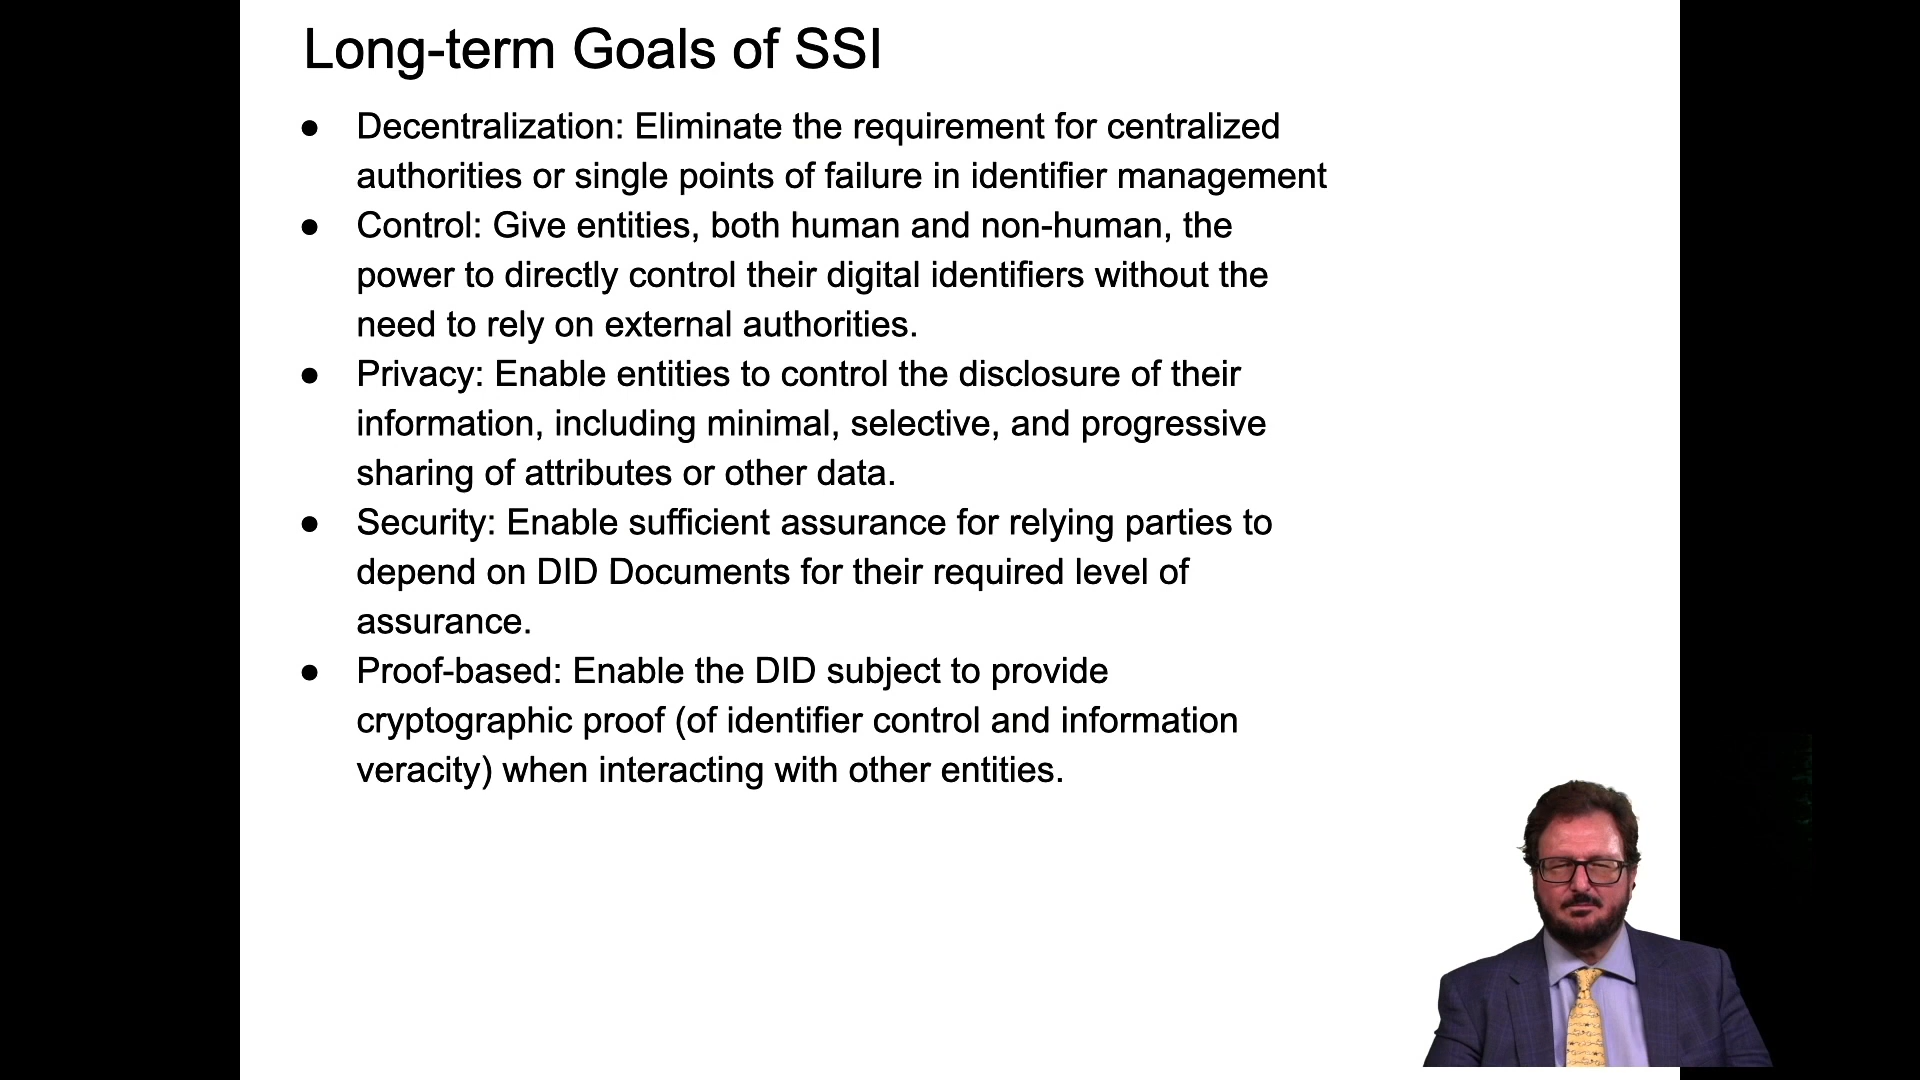 Long-term Goals of SSI
● Decentralization: Eliminate the requirement for centralized
authorities or single points of failure in identifier management
● Control: Give entities, both human and non-human, the
power to directly control their digital identifiers without the
need to rely on external authorities.
● Privacy: Enable entities to control the disclosure of their
information, including minimal, selective, and progressive
sharing of attributes or other data.
● Security: Enable sufficient assurance for relying parties to
depend on DID Documents for their required level of
assurance.
● Proof-based: Enable the DID subject to provide
cryptographic proof (of identifier control and information
veracity) when interacting with other entities.